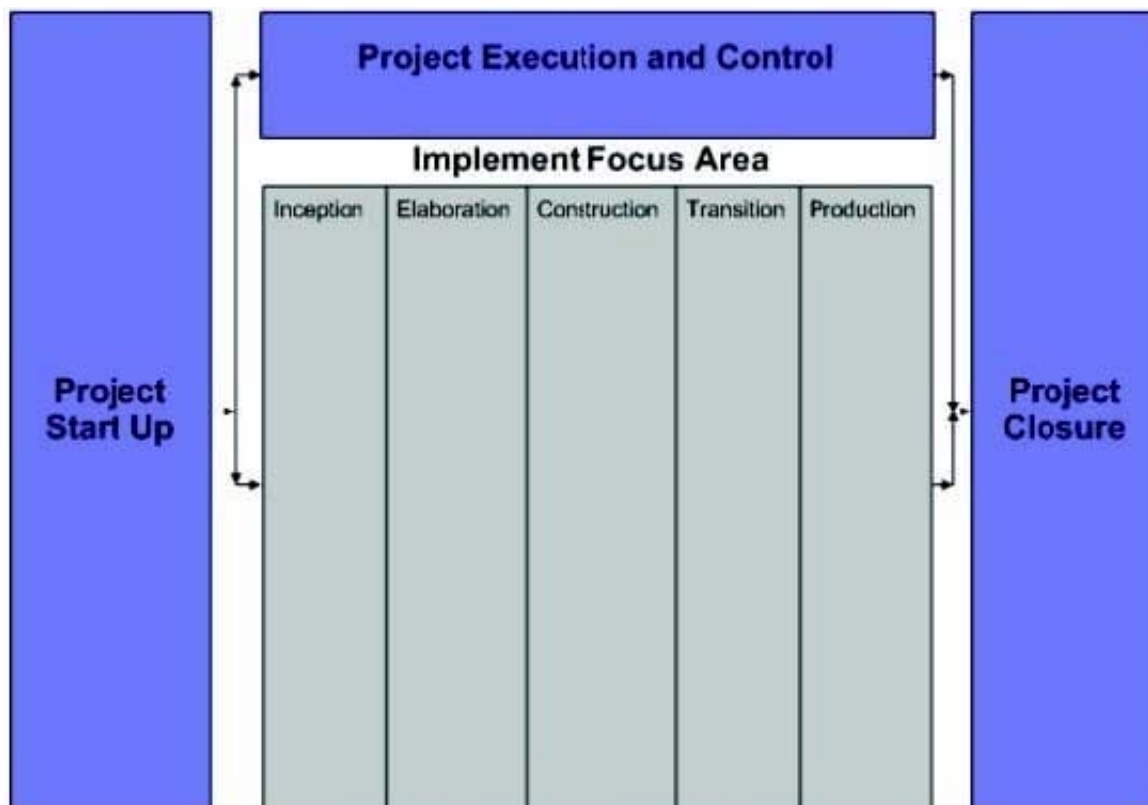 Project Execution and Control
Implement Focus Area
Inception
Elaboration
Construction
Transition
Production
Project
Start Up
Project
Closure